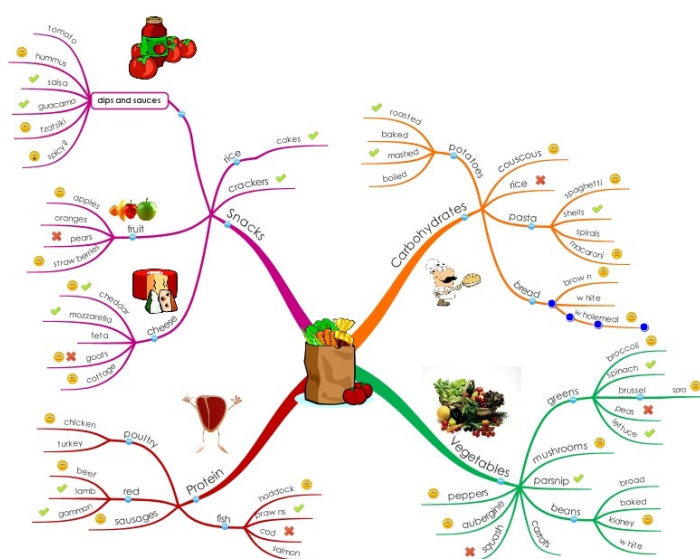 tomato
hummus
salsa
guacamo
tzatsiki
spicy
dips and sauces
rice
cakes
crackers
Snacks
apples
oranges
pears
straw berries
fruit
cheddar
mozzarella
feta
goats
cottage
cheese
roasted
baked
mashed
potatoes
couscous
rice
Carbohydrates
pasta
spaghetti
shells
spirals
macaroni
bread
brow n
w hite
w holemeal
chicken
turkey
poultry
Protein
beef
lamb
gammon
red
sausages
fish
haddock
praw ns
cod
salmon
Vegetables
greens
broccoli
spinach
brussel
spro
peas
lettuce
mushrooms
parsnip
beans
broad
baked
kidney
w hite
peppers
aubergine
squash
carrots